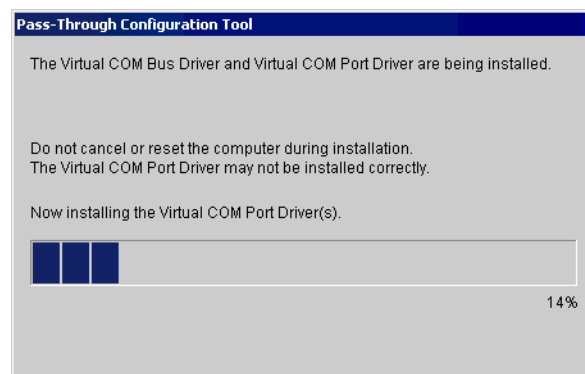 Pass-Through Configuration Tool
The Virtual COM Bus Driver and Virtual COM Port Driver are being installed.
Do not cancel or reset the computer during installation.
The Virtual COM Port Driver may not be installed correctly.
Now installing the Virtual COM Port Driver(s).
14%